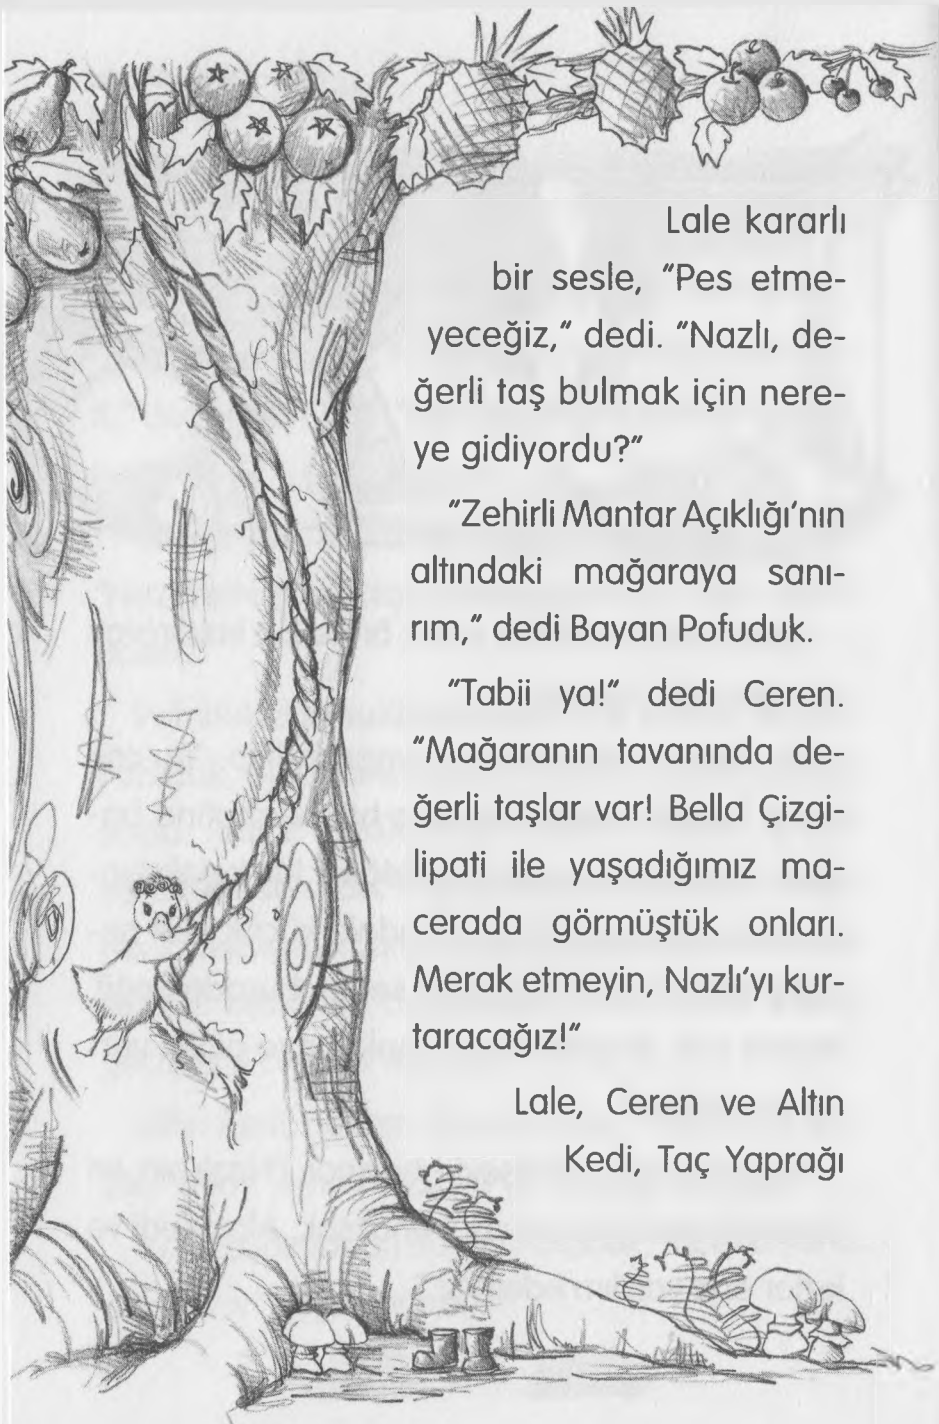 Lale kararlı
bir sesle, "Pes etme-
yeceğiz," dedi. "Nazlı, de-
ğerli taş bulmak için nere-
ye gidiyordu?"
"Zehirli Mantar Açıklığı'nın
altındaki mağaraya sanı-
rım," dedi Bayan Pofuduk.
"Tabii ya!" dedi Ceren.
"Mağaranın tavanında de-
ğerli taşlar var! Bella Çizgi-
lipati ile yaşadığımız ma-
cerada görmüştük onları.
Merak etmeyin, Nazlı'yı kur-
taracağız!"
Lale, Ceren ve Altın
Kedi, Taç Yaprağı